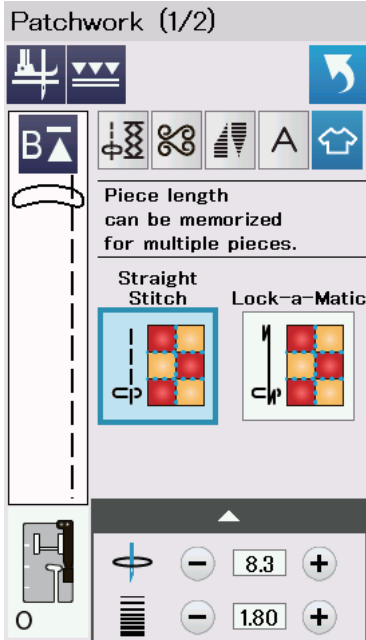 Patchwork (1/2)
B
A
Piece length
can be memorized
for multiple pieces.
Straight
Stitch
Lock-a-Matic
8.3
1.80
O